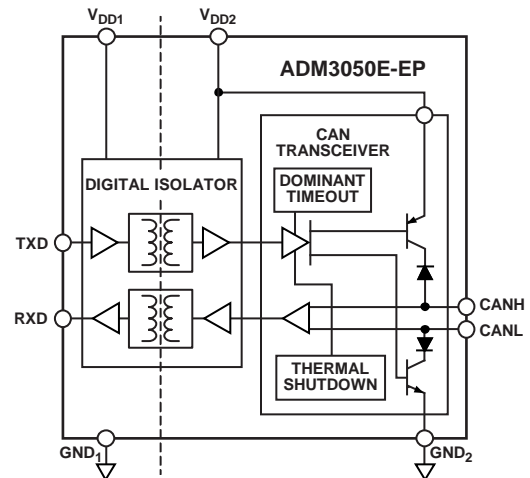 VDD1
VDD2
ADM3050E-EP
CAN
TRANSCEIVER
DIGITAL ISOLATOR
DOMINANT
TIMEOUT
TXD
RXD
CANH
CANL
THERMAL
SHUTDOWN
GND1
GND2